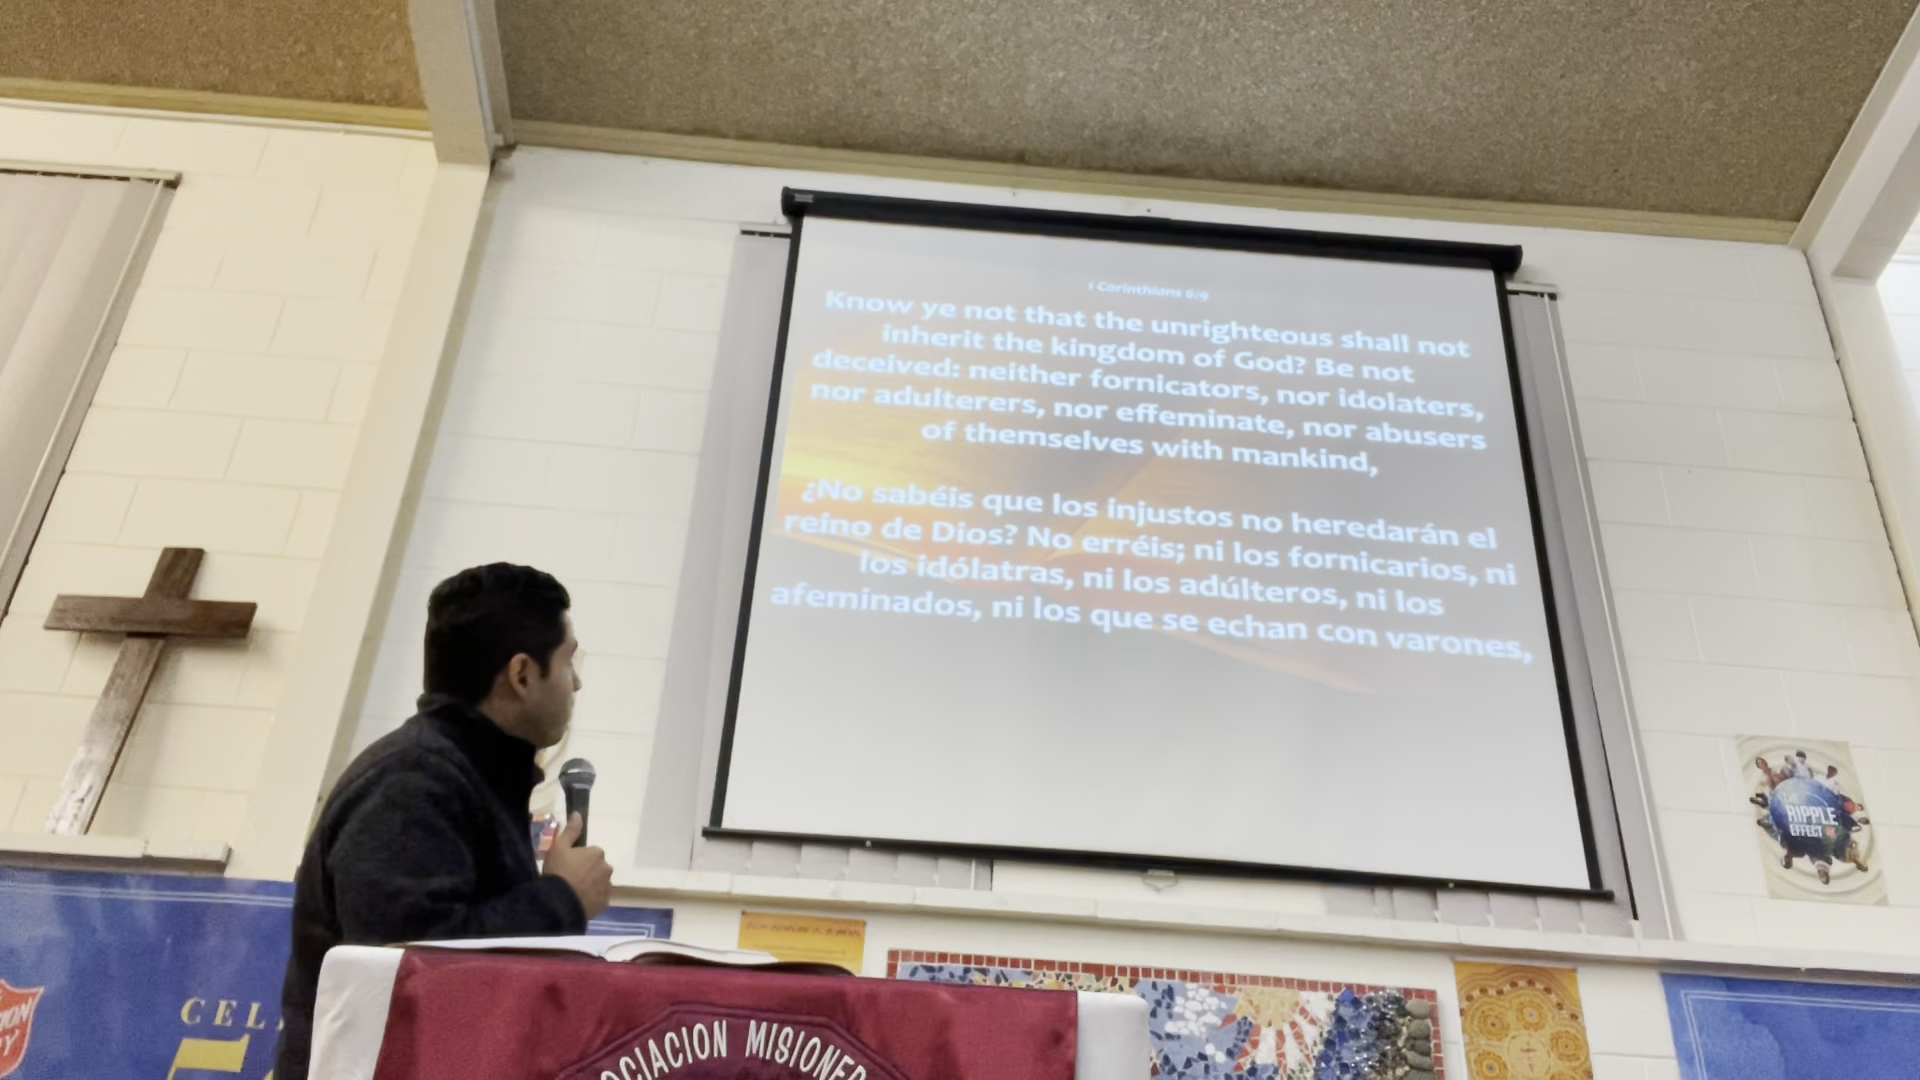 1 Corinthians 6:9
Know ye not that the unrighteous shall not
inherit the kingdom of God? Be not
deceived: neither fornicators, nor idolaters,
nor adulterers, nor effeminate, nor abusers
of themselves with mankind,
¿No sabéis que los injustos no heredarán el
reino de Dios? No erréis; ni los fornicarios, ni
los idólatras, ni los adúlteros, ni los
afeminados, ni los que se echan con varones,
THE
RIPPLE
EFFECT
CEL
OCIACION MISIONER